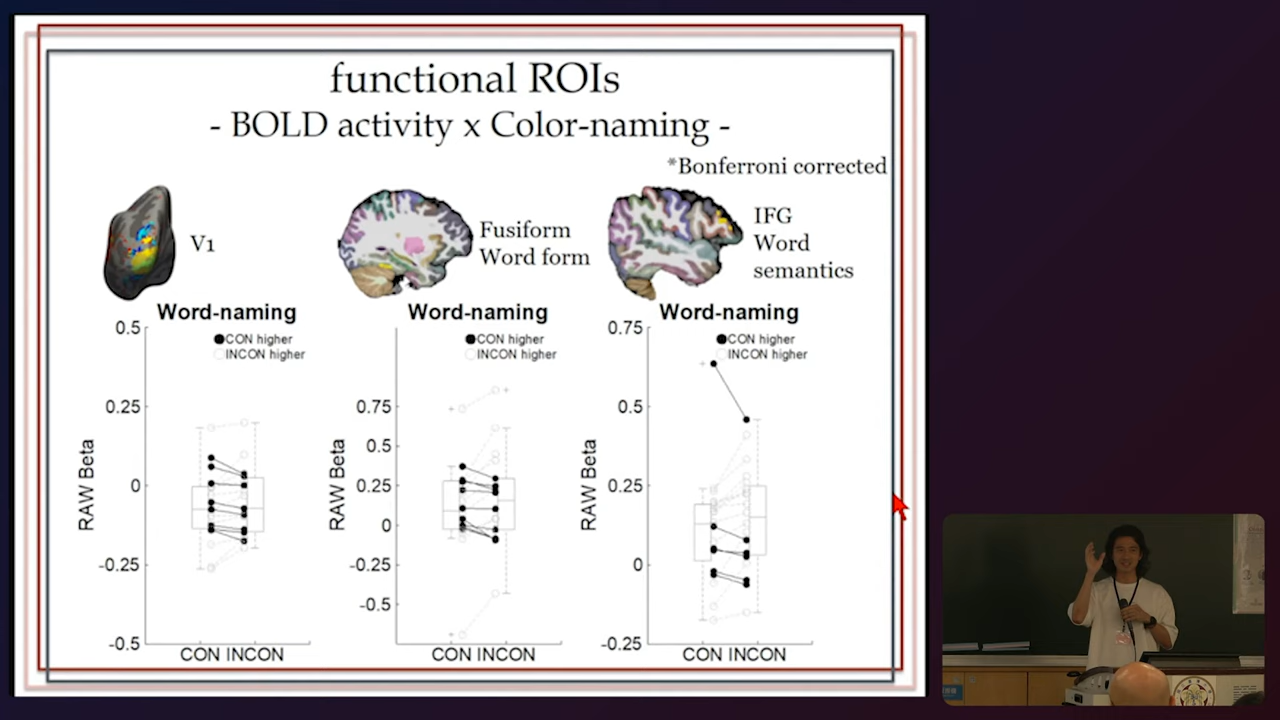 functional ROIs
- BOLD activity x Color-naming -
*Bonferroni corrected
V1
Fusiform
Word form
IFG
Word
semantics
Word-naming
CON higher
INCON higher
0.5
0.25
0
-0.25
-0.5
RAW Beta
CON INCON
Word-naming
CON higher
INCON higher
0.75
0.5
0.25
0
-0.25
-0.5
RAW Beta
CON INCON
Word-naming
CON higher
INCON higher
0.75
0.5
0.25
0
-0.25
RAW Beta
CON INCON